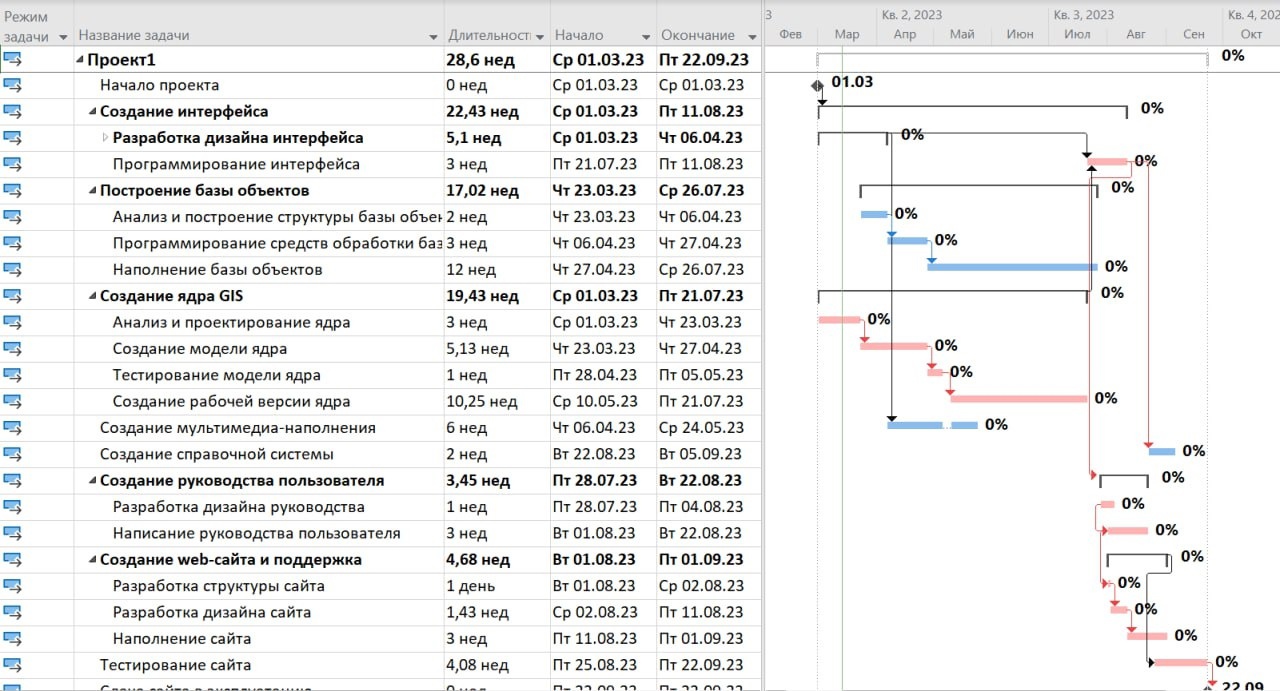 3 Кв. 2, 2023 Кв. 3, 2023 Кв. 4, 202
Режим задачи Название задачи Длительность Начало Окончание Фев Мар Апр Май Июн Июл Авг Сен Окт
Проект1 28,6 нед Ср 01.03.23 Пт 22.09.23 0%
Начало проекта 0 нед Ср 01.03.23 Ср 01.03.23 01.03
Создание интерфейса 22,43 нед Ср 01.03.23 Пт 11.08.23 0%
Разработка дизайна интерфейса 5,1 нед Ср 01.03.23 Чт 06.04.23 0%
Программирование интерфейса 3 нед Пт 21.07.23 Пт 11.08.23 0%
Построение базы объектов 17,02 нед Чт 23.03.23 Ср 26.07.23 0%
Анализ и построение структуры базы объек 2 нед Чт 23.03.23 Чт 06.04.23 0%
Программирование средств обработки баз 3 нед Чт 06.04.23 Чт 27.04.23 0%
Наполнение базы объектов 12 нед Чт 27.04.23 Ср 26.07.23 0%
Создание ядра GIS 19,43 нед Ср 01.03.23 Пт 21.07.23 0%
Анализ и проектирование ядра 3 нед Ср 01.03.23 Чт 23.03.23 0%
Создание модели ядра 5,13 нед Чт 23.03.23 Чт 27.04.23 0%
Тестирование модели ядра 1 нед Пт 28.04.23 Пт 05.05.23 0%
Создание рабочей версии ядра 10,25 нед Ср 10.05.23 Пт 21.07.23 0%
Создание мультимедиа-наполнения 6 нед Чт 06.04.23 Ср 24.05.23 0%
Создание справочной системы 2 нед Вт 22.08.23 Вт 05.09.23 0%
Создание руководства пользователя 3,45 нед Пт 28.07.23 Вт 22.08.23 0%
Разработка дизайна руководства 1 нед Пт 28.07.23 Пт 04.08.23 0%
Написание руководства пользователя 3 нед Вт 01.08.23 Вт 22.08.23 0%
Создание web-сайта и поддержка 4,68 нед Вт 01.08.23 Пт 01.09.23 0%
Разработка структуры сайта 1 день Вт 01.08.23 Ср 02.08.23 0%
Разработка дизайна сайта 1,43 нед Ср 02.08.23 Пт 11.08.23 0%
Наполнение сайта 3 нед Пт 11.08.23 Пт 01.09.23 0%
Тестирование сайта 4,08 нед Пт 25.08.23 Пт 22.09.23 0%
22.09